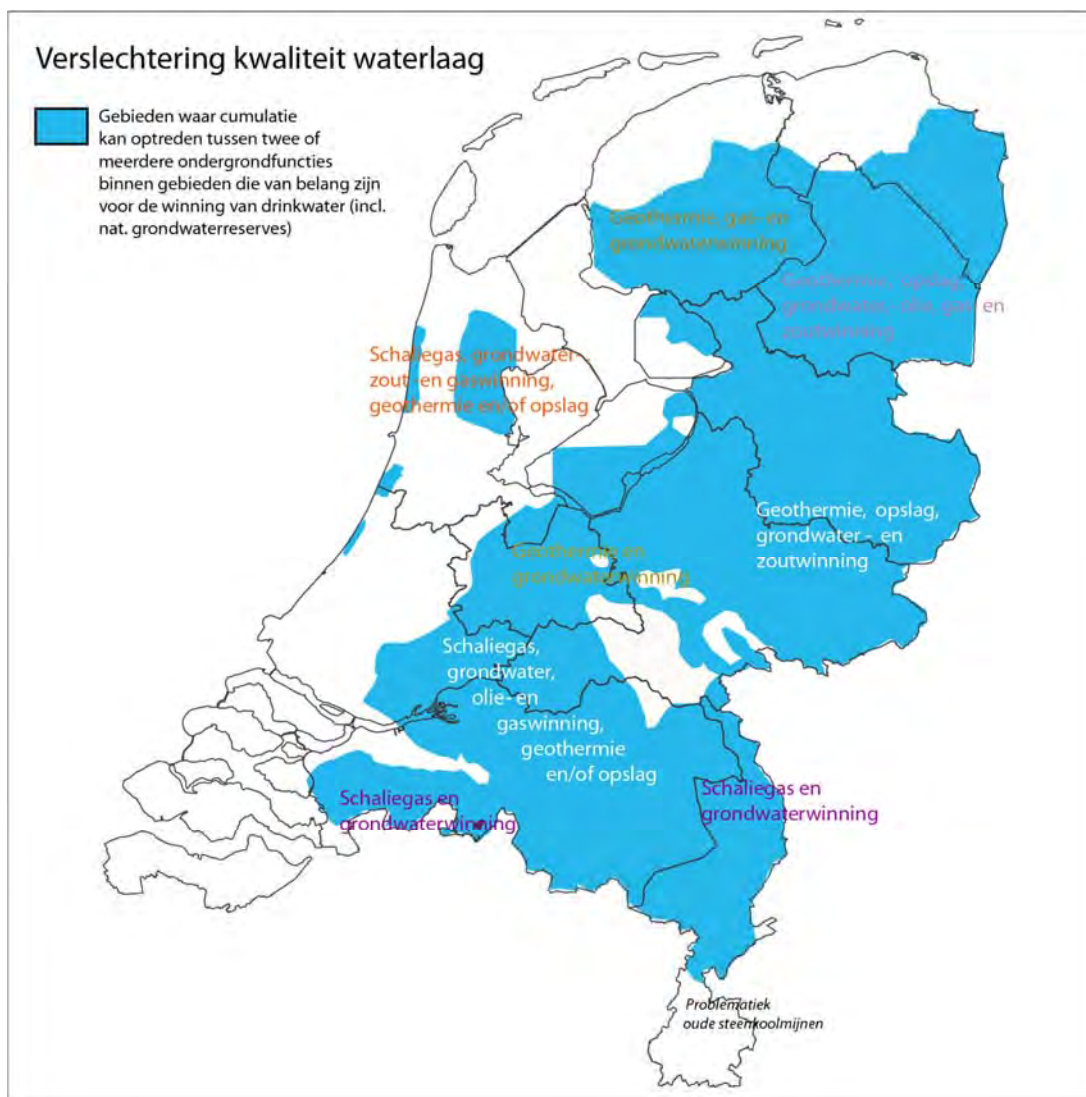 Verslechtering kwaliteit waterlaag
Gebieden waar cumulatie
kan optreden tussen twee of
meerdere ondergrondfuncties
binnen gebieden die van belang zijn
voor de winning van drinkwater (incl.
nat. grondwaterreserves)
Geothermie, gas- en
grondwaterwinning
Geothermie, opslag,
grondwater,- olie, gas- en
zoutwinning
Schaliegas, grondwater-,
zout -en gaswinning,
geothermie en/of opslag
Geothermie, opslag,
grondwater - en
zoutwinning
Geothermie en
grondwaterwinning
Schaliegas,
grondwater,
olie- en
gaswinning,
geothermie
en/of opslag
Schaliegas en
grondwaterwinning
Schaliegas en
grondwaterwinning
Problematiek
oude steenkoolmijnen